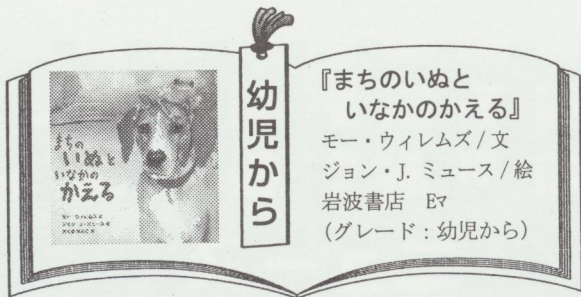 まちの
いぬと
いなかの
かえる
幼児から
『まちのいぬと
いなかのかえる』
モー・ウィレムズ/文
ジョン・J. ミュース/絵
岩波書店 Eマ
(グレード:幼児から)